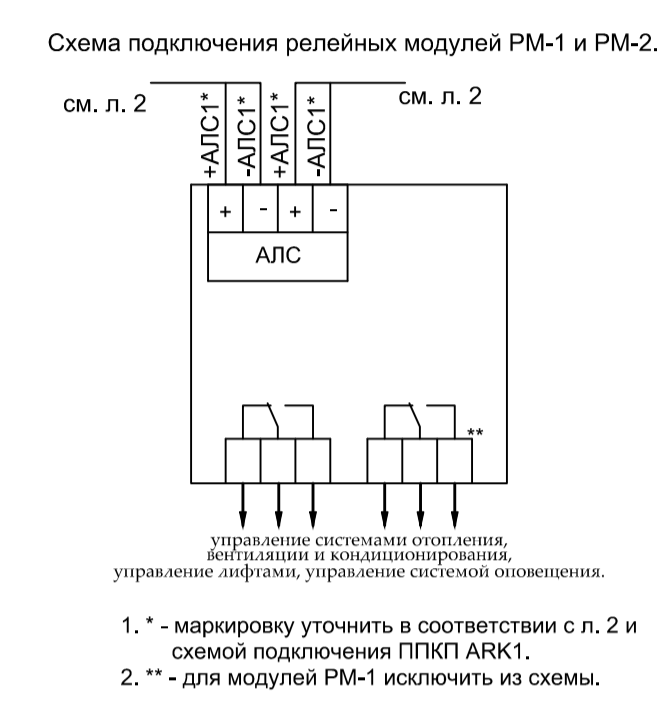 Схема подключения релейных модулей РМ-1 и РМ-2.
см. л. 2
+АЛС1*
-АЛС1*
+АЛС1*
-АЛС1*
см. л. 2
+ - + -
АЛС
**
управление системами отопления,
вентиляции и кондиционирования,
управление лифтами, управление системой оповещения.
1. * - маркировку уточнить в соответствии с л. 2 и
схемой подключения ППКП ARK1.
2. ** - для модулей РМ-1 исключить из схемы.